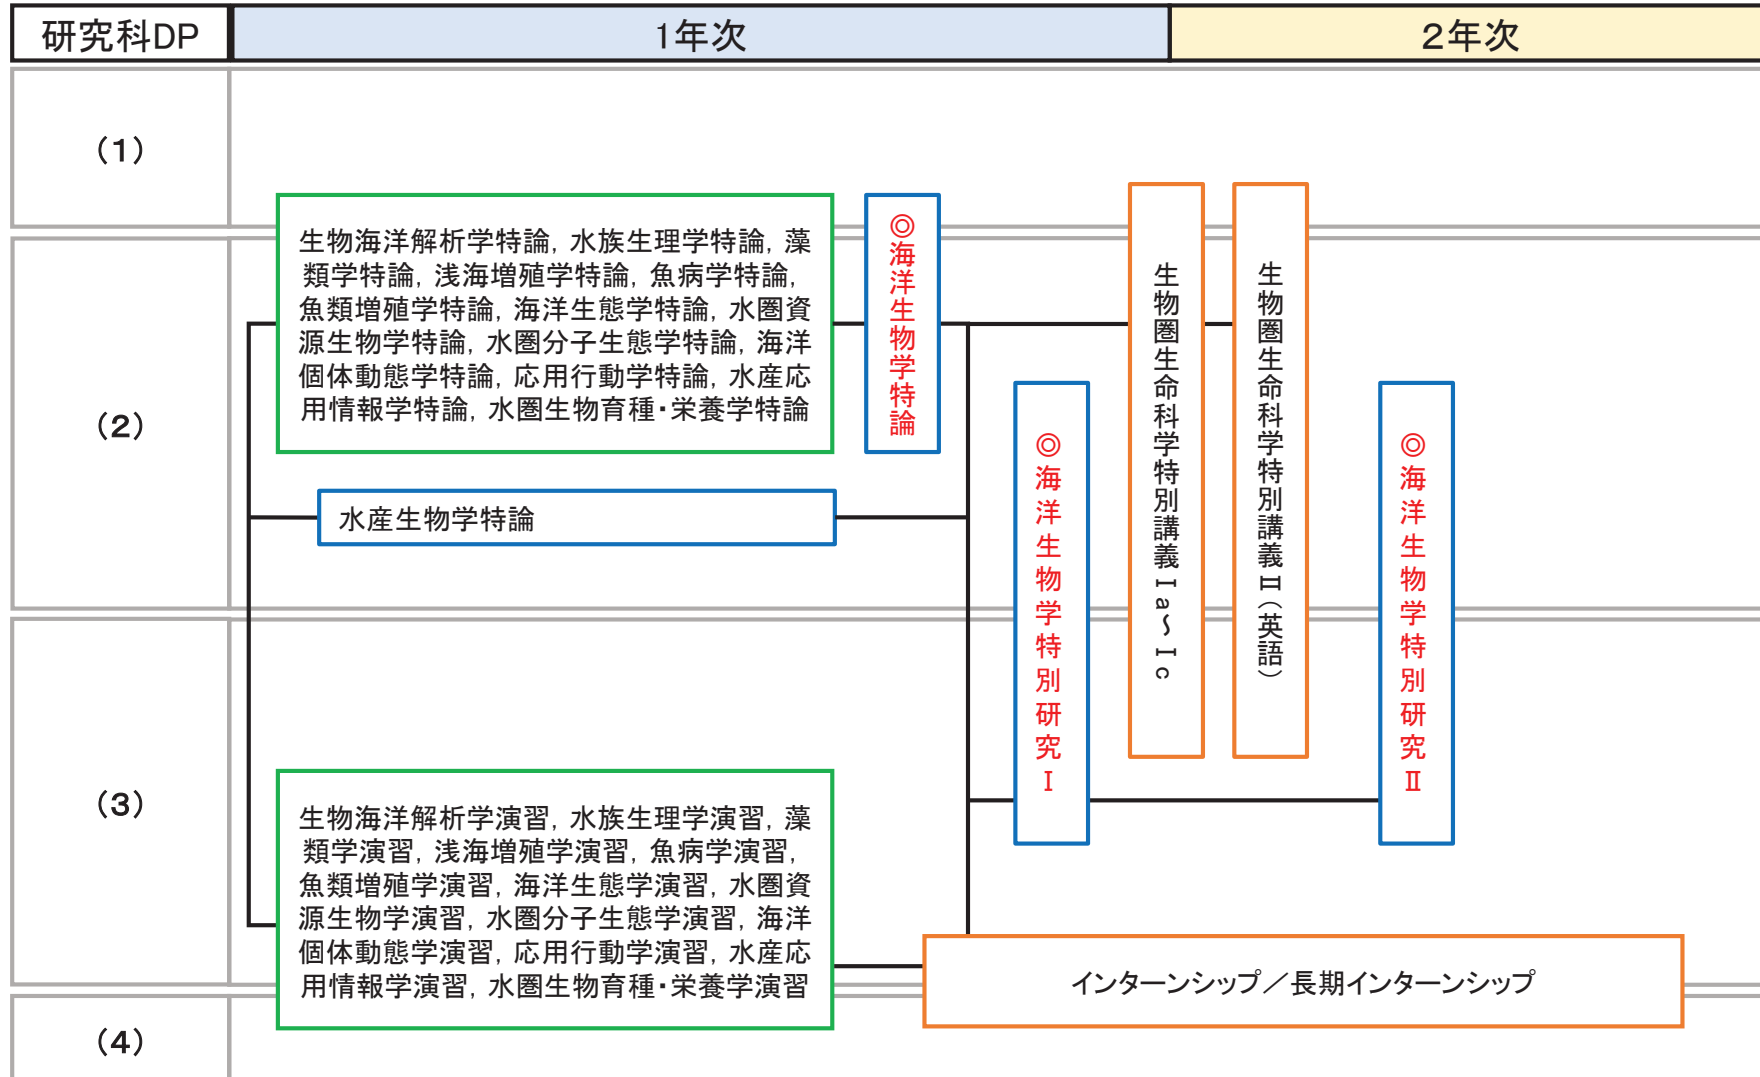 研究科DP
1年次
2年次
(1)
(2)
(3)
(4)
生物海洋解析学特論, 水族生理学特論, 藻
類学特論, 浅海増殖学特論, 魚病学特論,
魚類増殖学特論, 海洋生態学特論, 水圏資
源生物学特論, 水圏分子生態学特論, 海洋
個体動態学特論, 応用行動学特論, 水産応
用情報学特論, 水圏生物育種・栄養学特論
◎海洋生物学特論
水産生物学特論
◎海洋生物学特別研究Ⅰ
生物圏生命科学特別講義Ⅰa~Ⅰc
生物圏生命科学特別講義Ⅱ(英語)
◎海洋生物学特別研究Ⅱ
生物海洋解析学演習, 水族生理学演習, 藻
類学演習, 浅海増殖学演習, 魚病学演習,
魚類増殖学演習, 海洋生態学演習, 水圏資
源生物学演習, 水圏分子生態学演習, 海洋
個体動態学演習, 応用行動学演習, 水産応
用情報学演習, 水圏生物育種・栄養学演習
インターンシップ/長期インターンシップ